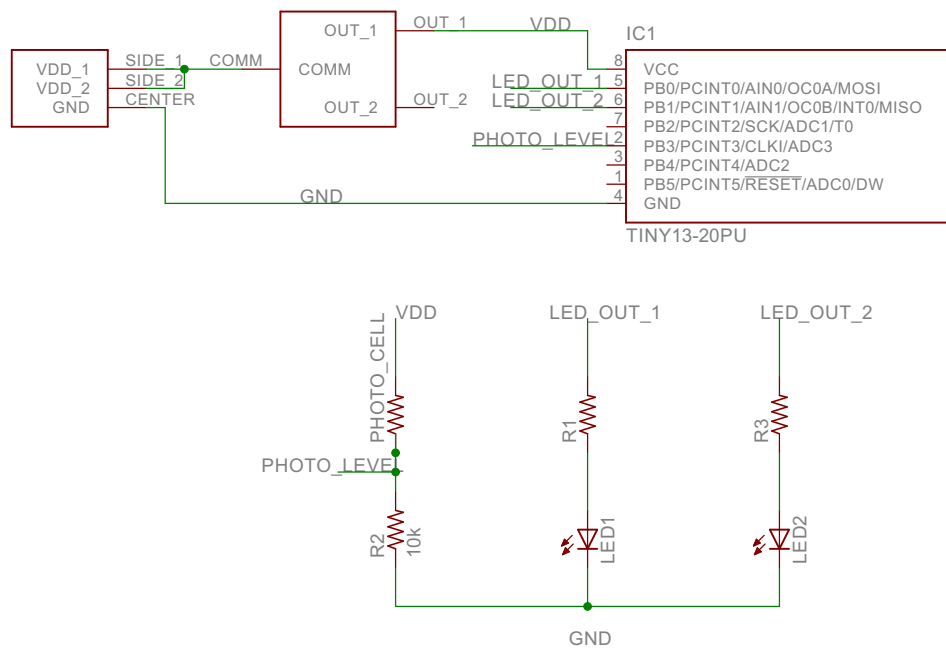 OUT_1
VDD
IC1
OUT_1
SIDE_1
COMM
VDD_1
COMM
8
VCC
SIDE_2
VDD_2
LED_OUT_1
5
PB0/PCINT0/AIN0/OC0A/MOSI
CENTER
GND
OUT_2
OUT_2
LED_OUT_2
6
PB1/PCINT1/AIN1/OC0B/INT0/MISO
7
PB2/PCINT2/SCK/ADC1/T0
PHOTO_LEVEL
2
PB3/PCINT3/CLKI/ADC3
3
PB4/PCINT4/ADC2
1
PB5/PCINT5/RESET/ADC0/DW
GND
4
GND
TINY13-20PU
VDD
LED_OUT_1
LED_OUT_2
PHOTO_CELL
R1
R3
PHOTO_LEVEL
R2
10k
LED1
LED2
GND